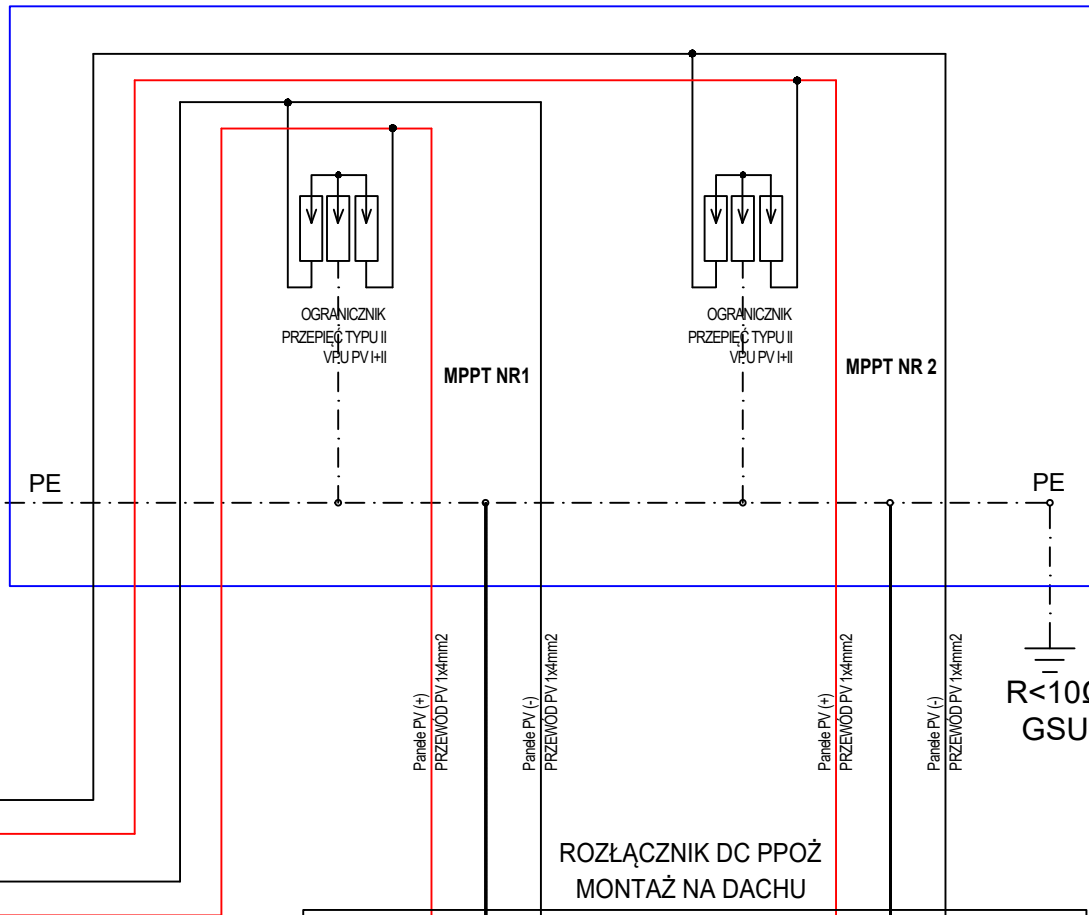 OGRANICZNIK
PRZEPIĘĆ TYPU II
VPU PV I+II
MPPT NR1
OGRANICZNIK
PRZEPIĘĆ TYPU II
VPU PV I+II
MPPT NR 2
PE
PE
Panele PV (+)
PRZEWÓD PV 1x4mm2
Panele PV (-)
PRZEWÓD PV 1x4mm2
Panele PV (+)
PRZEWÓD PV 1x4mm2
Panele PV (-)
PRZEWÓD PV 1x4mm2
R<10Ω
GSU
ROZŁĄCZNIK DC PPOŻ
MONTAŻ NA DACHU